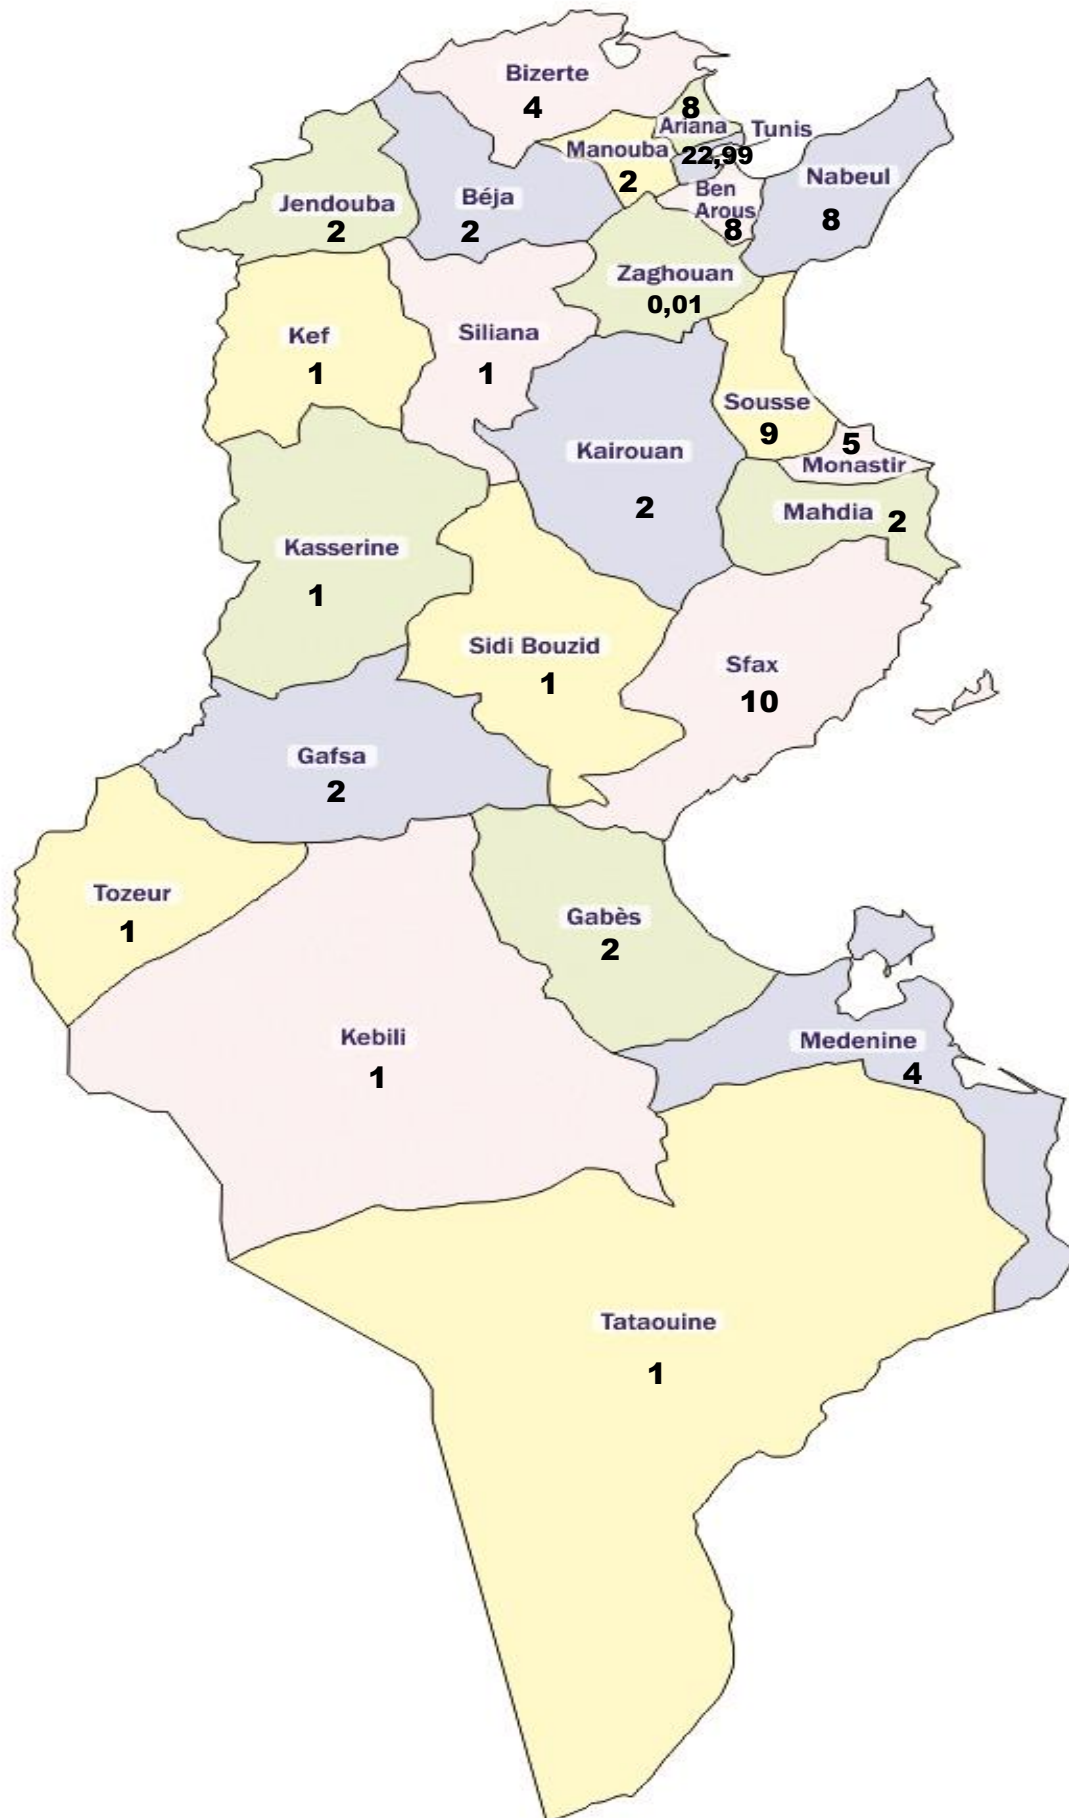 Bizerte
4
8
Ariana
Tunis
Manouba
22,99
2
Ben
Arous
8
Nabeul
8
Jendouba
2
Béja
2
Zaghouan
0,01
Kef
1
Siliana
1
Sousse
9
5
Monastir
Kairouan
2
Mahdia 2
Kasserine
1
Sidi Bouzid
1
Sfax
10
Gafsa
2
Tozeur
1
Gabès
2
Kebili
1
Medenine
4
Tataouine
1